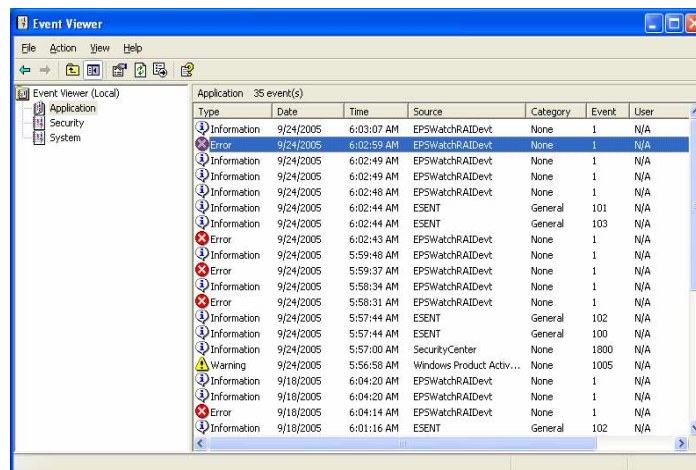 Event Viewer
File Action View Help
Event Viewer (Local)
Application
Security
System
Application 35 event(s)
Type Date Time Source Category Event User
Information 9/24/2005 6:03:07 AM EPSWatchRAIDevt None 1 N/A
Error 9/24/2005 6:02:59 AM EPSWatchRAIDevt None 1 N/A
Information 9/24/2005 6:02:49 AM EPSWatchRAIDevt None 1 N/A
Information 9/24/2005 6:02:49 AM EPSWatchRAIDevt None 1 N/A
Information 9/24/2005 6:02:48 AM EPSWatchRAIDevt None 1 N/A
Information 9/24/2005 6:02:44 AM ESENT General 101 N/A
Information 9/24/2005 6:02:44 AM ESENT General 103 N/A
Error 9/24/2005 6:02:43 AM EPSWatchRAIDevt None 1 N/A
Information 9/24/2005 5:59:48 AM EPSWatchRAIDevt None 1 N/A
Error 9/24/2005 5:59:37 AM EPSWatchRAIDevt None 1 N/A
Information 9/24/2005 5:58:34 AM EPSWatchRAIDevt None 1 N/A
Error 9/24/2005 5:58:31 AM EPSWatchRAIDevt None 1 N/A
Information 9/24/2005 5:57:44 AM ESENT General 102 N/A
Information 9/24/2005 5:57:44 AM ESENT General 100 N/A
Information 9/24/2005 5:57:00 AM SecurityCenter None 1800 N/A
Warning 9/24/2005 5:56:58 AM Windows Product Activ... None 1005 N/A
Information 9/18/2005 6:04:20 AM EPSWatchRAIDevt None 1 N/A
Information 9/18/2005 6:04:20 AM EPSWatchRAIDevt None 1 N/A
Error 9/18/2005 6:04:14 AM EPSWatchRAIDevt None 1 N/A
Information 9/18/2005 6:01:16 AM ESENT General 102 N/A